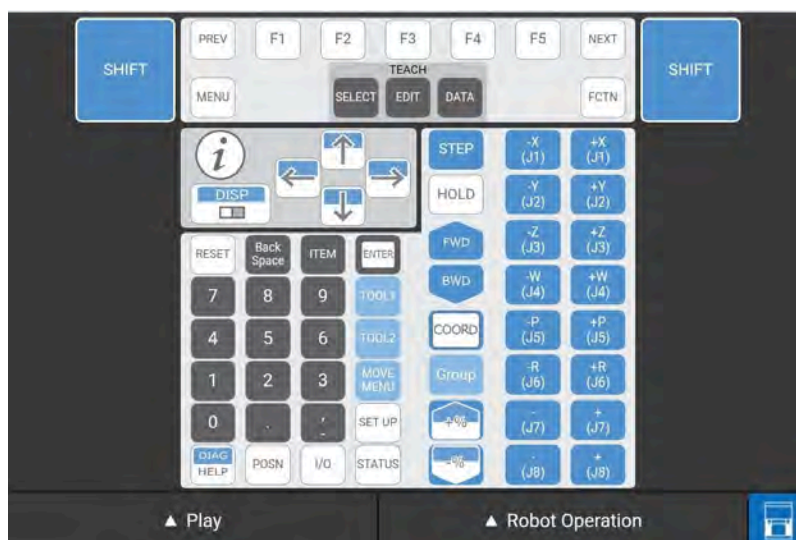 PREV F1 F2 F3 F4 F5 NEXT
SHIFT
SHIFT
TEACH
MENU SELECT EDIT DATA FCTN
i
DISP
STEP -X (J1) +X (J1)
HOLD -Y (J2) +Y (J2)
FWD -Z (J3) +Z (J3)
BWD -W (J4) +W (J4)
COORD -P (J5) +P (J5)
Group -R (J6) +R (J6)
+% - (J7) + (J7)
-% - (J8) + (J8)
RESET Back Space ITEM ENTER
7 8 9 TOOL1
4 5 6 TOOL2
1 2 3 MOVE MENU
0 . , - SET UP
DIAG HELP POSN I/O STATUS
▲ Play
▲ Robot Operation